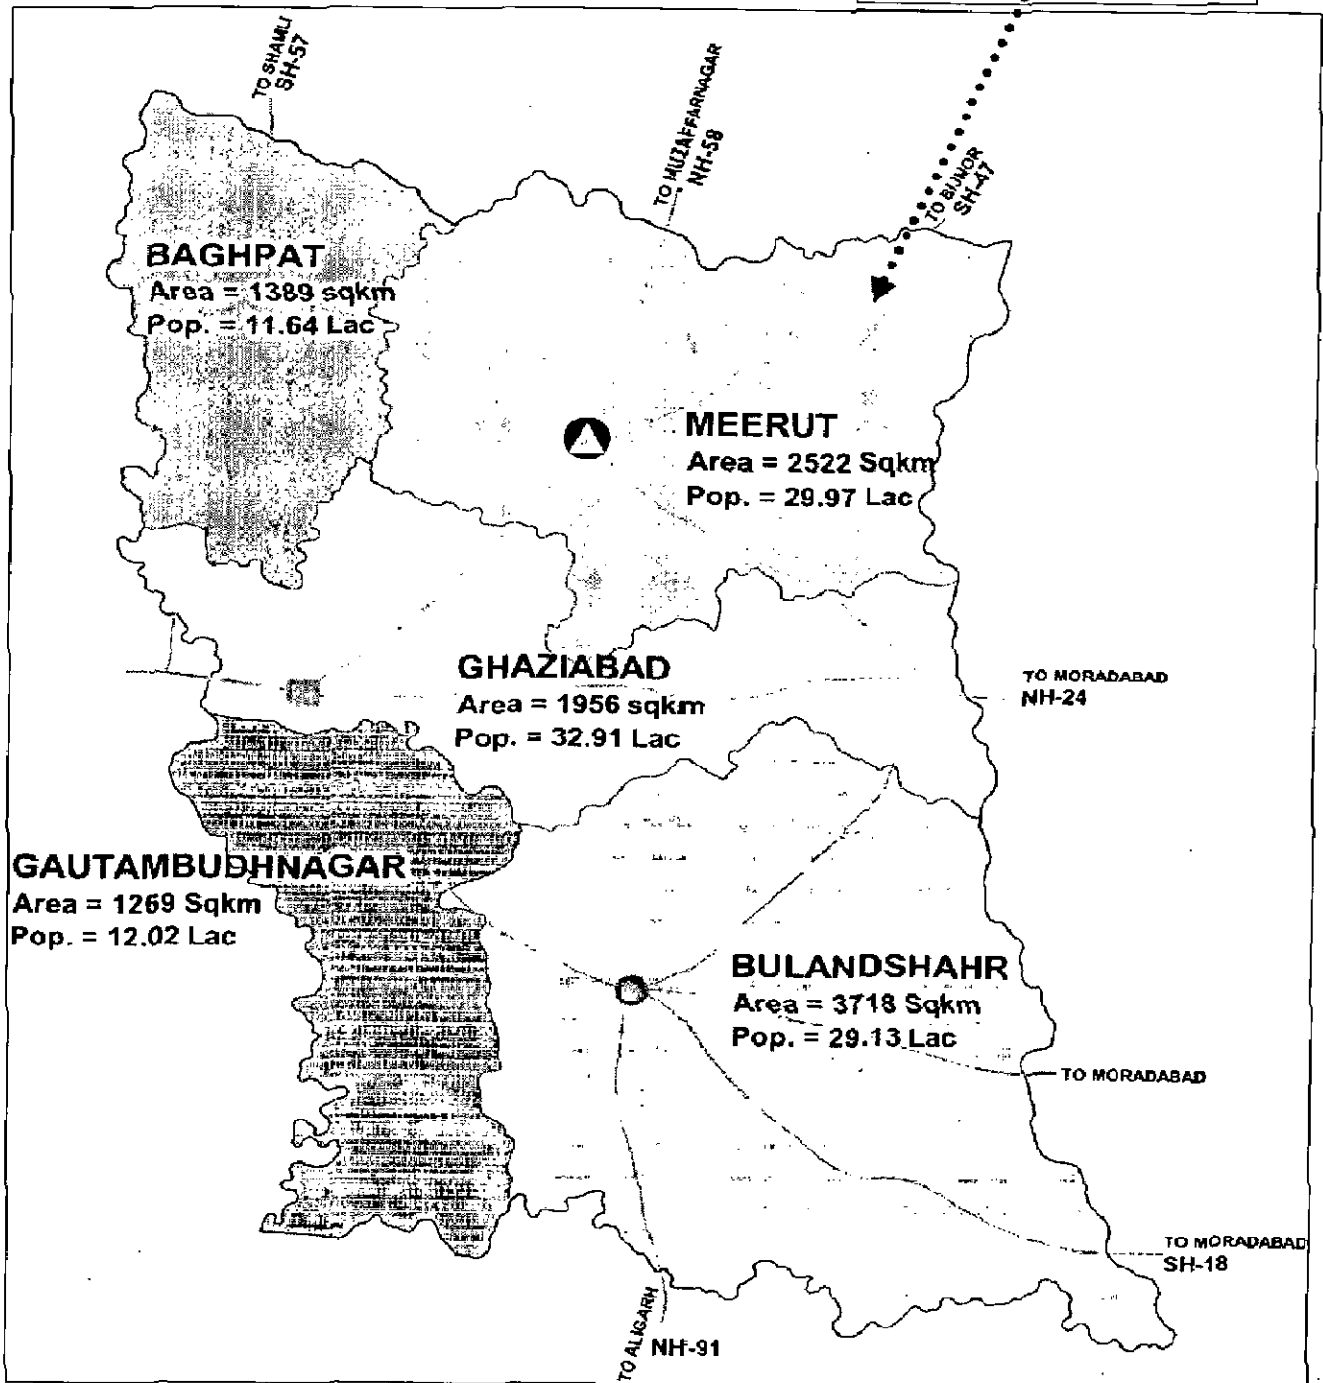 TO SHAMLI
SH-57
TO MUZAFFARNAGAR
NH-58
TO BIJNOR
SH-47
BAGHPAT
Area = 1389 sqkm
Pop. = 11.64 Lac
MEERUT
Area = 2522 Sqkm
Pop. = 29.97 Lac
GHAZIABAD
Area = 1956 sqkm
Pop. = 32.91 Lac
TO MORADABAD
NH-24
GAUTAMBUDHNAGAR
Area = 1269 Sqkm
Pop. = 12.02 Lac
BULANDSHAHR
Area = 3718 Sqkm
Pop. = 29.13 Lac
TO MORADABAD
TO MORADABAD
SH-18
TO ALIGARH
NH-91